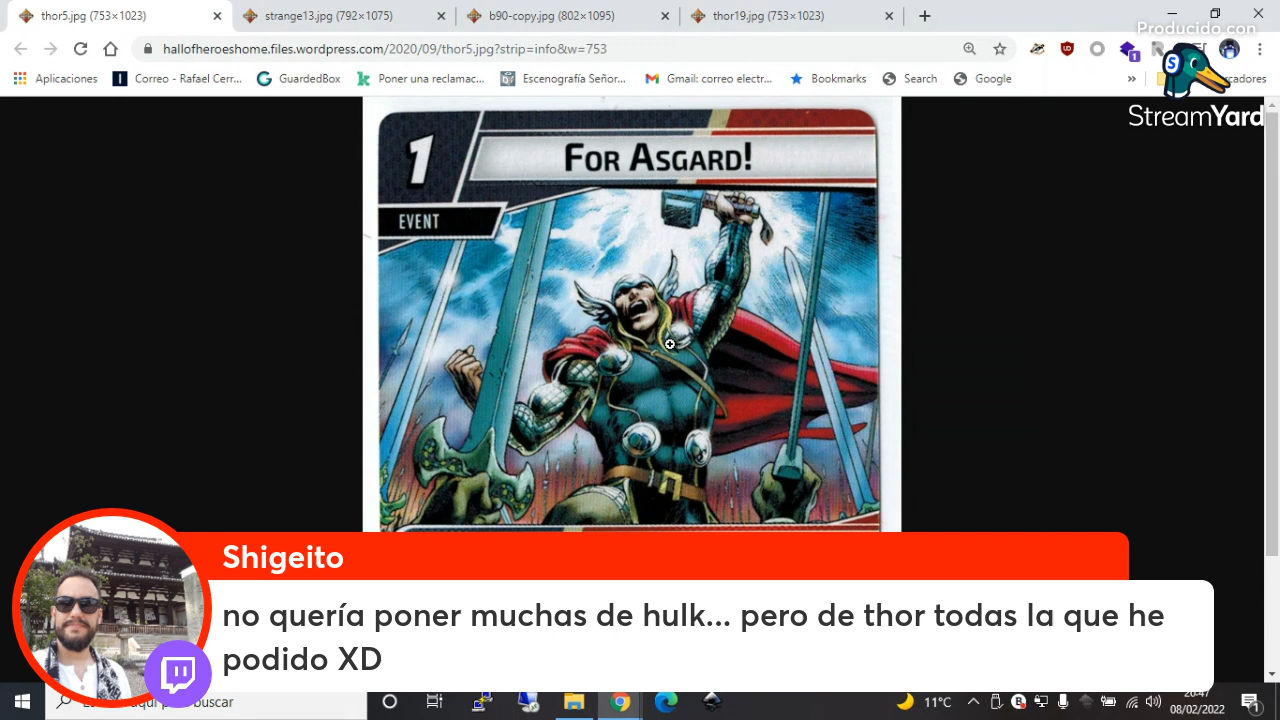 thor5.jpg (753×1023)
strange13.jpg (792×1075)
b90-copy.jpg (802×1095)
thor19.jpg (753×1023)
Producido con
StreamYard
hallofheroeshome.files.wordpress.com/2020/09/thor5.jpg?strip=info&w=753
Aplicaciones
Correo - Rafael Cerr...
GuardedBox
Poner una reclamac...
Escenografía Señor...
Gmail: correo electr...
Bookmarks
Search
Google
1
FOR ASGARD!
EVENT
Shigeito
no quería poner muchas de hulk... pero de thor todas la que he
podido XD
buscar
11°C
20:47
08/02/2022